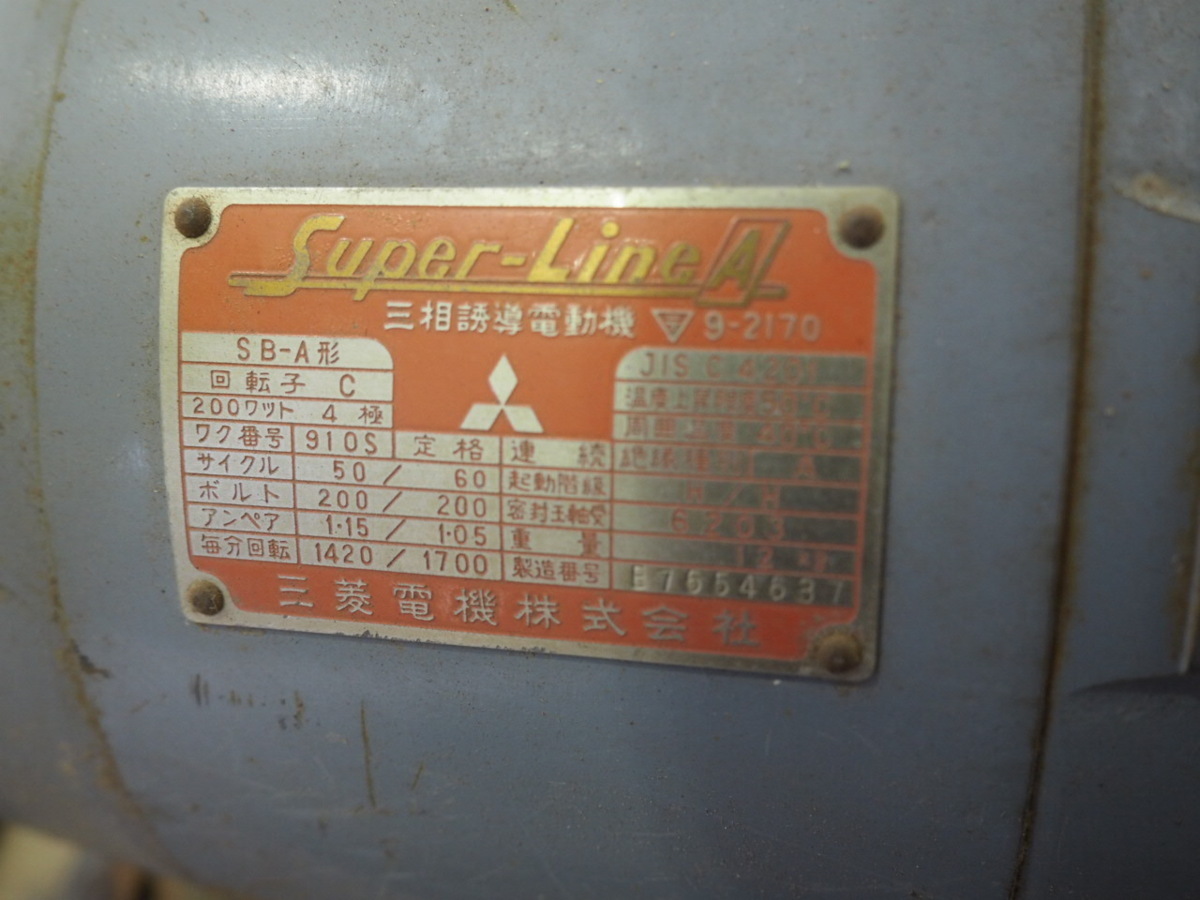 Super-Line A
三相誘導電動機 9-2170
SB-A形
回転子 C
200ワット 4極
ワク番号 910S 定格 連続
サイクル 50 / 60 起動階級
ボルト 200 / 200 密封玉軸受 6203
アンペア 1.15 / 1.05 重量 12
毎分回転 1420 / 1700 製造番号 E7654637
JIS C
三菱電機株式会社